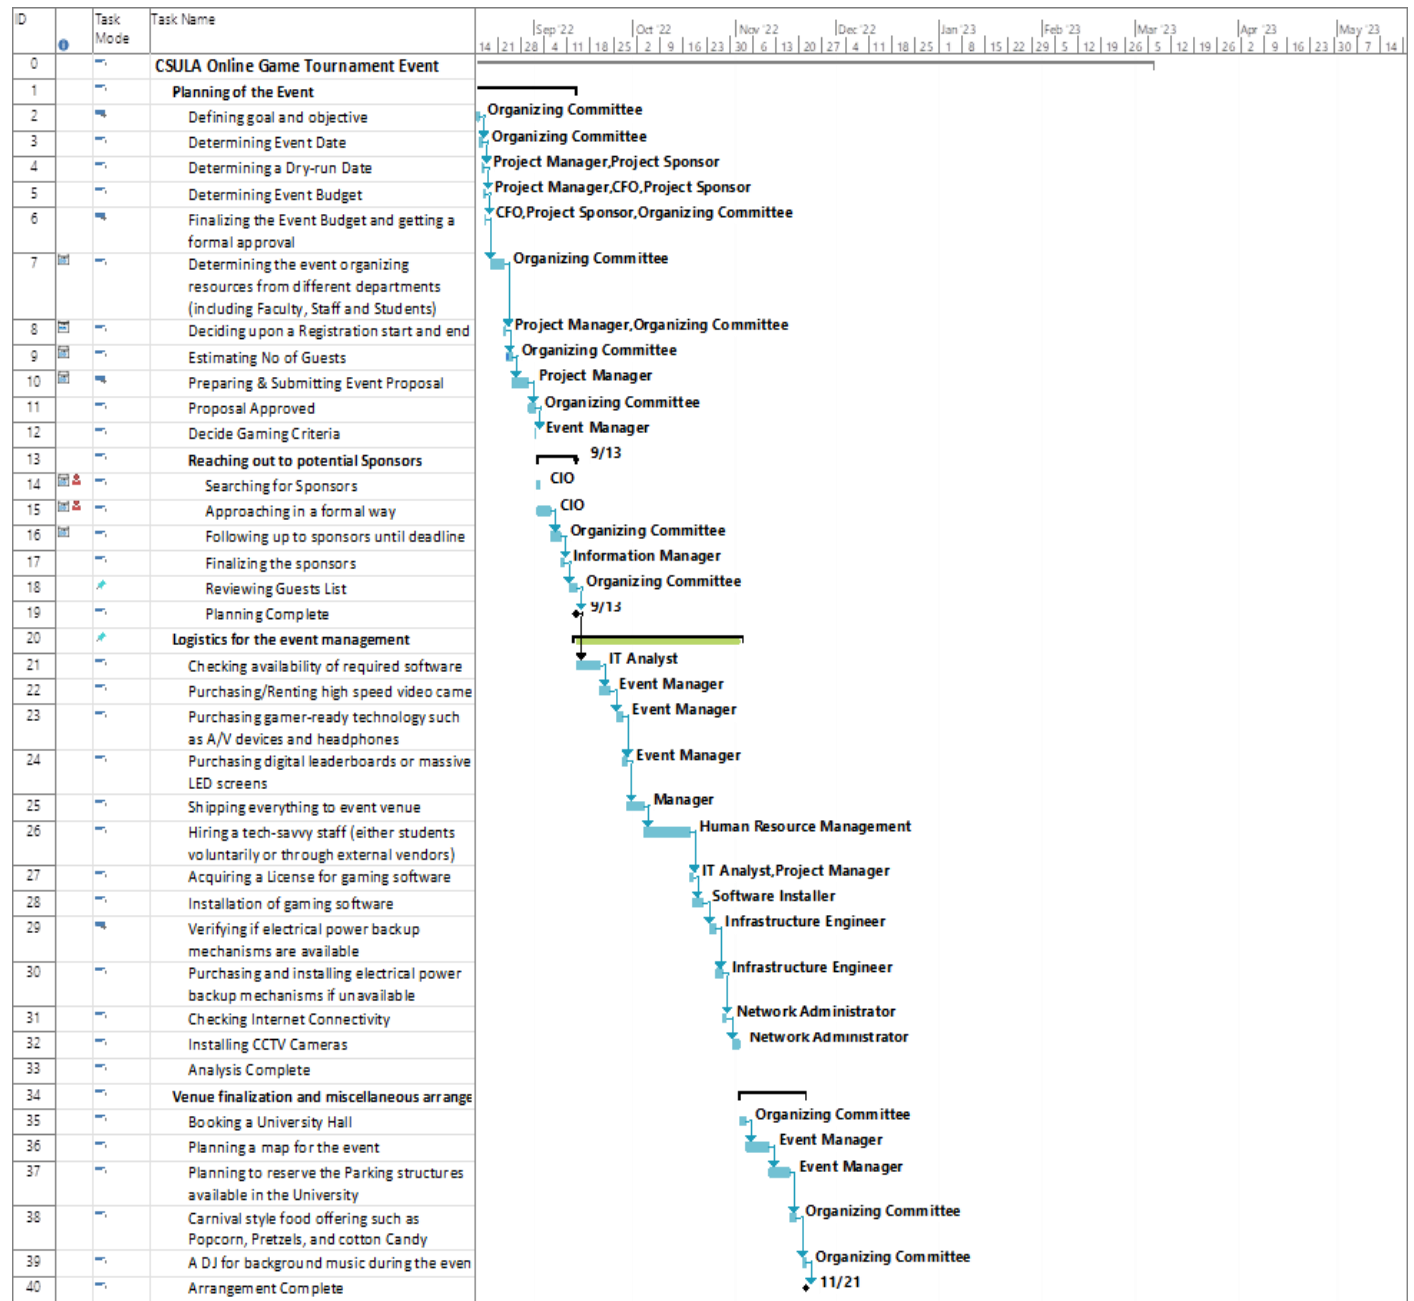 ID Task Mode Task Name
Sep '22 Oct '22 Nov '22 Dec '22 Jan '23 Feb '23 Mar '23 Apr '23 May '23
14 21 28 4 11 18 25 2 9 16 23 30 6 13 20 27 4 11 18 25 1 8 15 22 29 5 12 19 26 5 12 19 26 2 9 16 23 30 7 14
0 CSULA Online Game Tournament Event
1 Planning of the Event
2 Defining goal and objective Organizing Committee
3 Determining Event Date Organizing Committee
4 Determining a Dry-run Date Project Manager,Project Sponsor
5 Determining Event Budget Project Manager,CFO,Project Sponsor
6 Finalizing the Event Budget and getting a CFO,Project Sponsor,Organizing Committee
formal approval
7 Determining the event organizing Organizing Committee
resources from different departments
(including Faculty, Staff and Students)
8 Deciding upon a Registration start and end Project Manager,Organizing Committee
9 Estimating No of Guests Organizing Committee
10 Preparing & Submitting Event Proposal Project Manager
11 Proposal Approved Organizing Committee
12 Decide Gaming Criteria Event Manager
13 Reaching out to potential Sponsors 9/13
14 Searching for Sponsors CIO
15 Approaching in a formal way CIO
16 Following up to sponsors until deadline Organizing Committee
17 Finalizing the sponsors Information Manager
18 Reviewing Guests List Organizing Committee
19 Planning Complete 9/13
20 Logistics for the event management
21 Checking availability of required software IT Analyst
22 Purchasing/Renting high speed video came Event Manager
23 Purchasing gamer-ready technology such Event Manager
as A/V devices and headphones
24 Purchasing digital leaderboards or massive Event Manager
LED screens
25 Shipping everything to event venue Manager
26 Hiring a tech-savvy staff (either students Human Resource Management
voluntarily or through external vendors)
27 Acquiring a License for gaming software IT Analyst,Project Manager
28 Installation of gaming software Software Installer
29 Verifying if electrical power backup Infrastructure Engineer
mechanisms are available
30 Purchasing and installing electrical power Infrastructure Engineer
backup mechanisms if unavailable
31 Checking Internet Connectivity Network Administrator
32 Installing CCTV Cameras Network Administrator
33 Analysis Complete
34 Venue finalization and miscellaneous arrange
35 Booking a University Hall Organizing Committee
36 Planning a map for the event Event Manager
37 Planning to reserve the Parking structures Event Manager
available in the University
38 Carnival style food offering such as Organizing Committee
Popcorn, Pretzels, and cotton Candy
39 A DJ for background music during the even Organizing Committee
40 Arrangement Complete 11/21